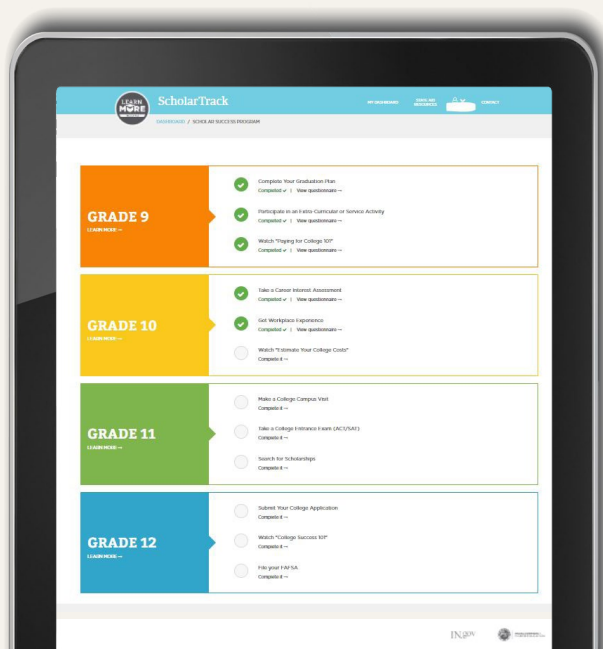 LEARN
MORE
ScholarTrack
MY DASHBOARD
RESOURCES
CONTACT
DASHBOARD / SCHOLAR SUCCESS PROGRAM
GRADE 9
LEARN MORE →
Complete Your Graduation Plan
Completed ✔ | View questionnaire →
Participate in an Extra-Curricular or Service Activity
Completed ✔ | View questionnaire →
Watch "Paying for College 101"
Completed ✔ | View questionnaire →
GRADE 10
LEARN MORE →
Take a Career Interest Assessment
Completed ✔ | View questionnaire →
Get Workplace Experience
Completed ✔ | View questionnaire →
Watch "Estimate Your College Costs"
Complete it →
GRADE 11
LEARN MORE →
Make a College Campus Visit
Complete it →
Take a College Entrance Exam (ACT/SAT)
Complete it →
Search for Scholarships
Complete it →
GRADE 12
LEARN MORE →
Submit Your College Application
Complete it →
Watch "College Success 101"
Complete it →
File your FAFSA
Complete it →
IN.gov